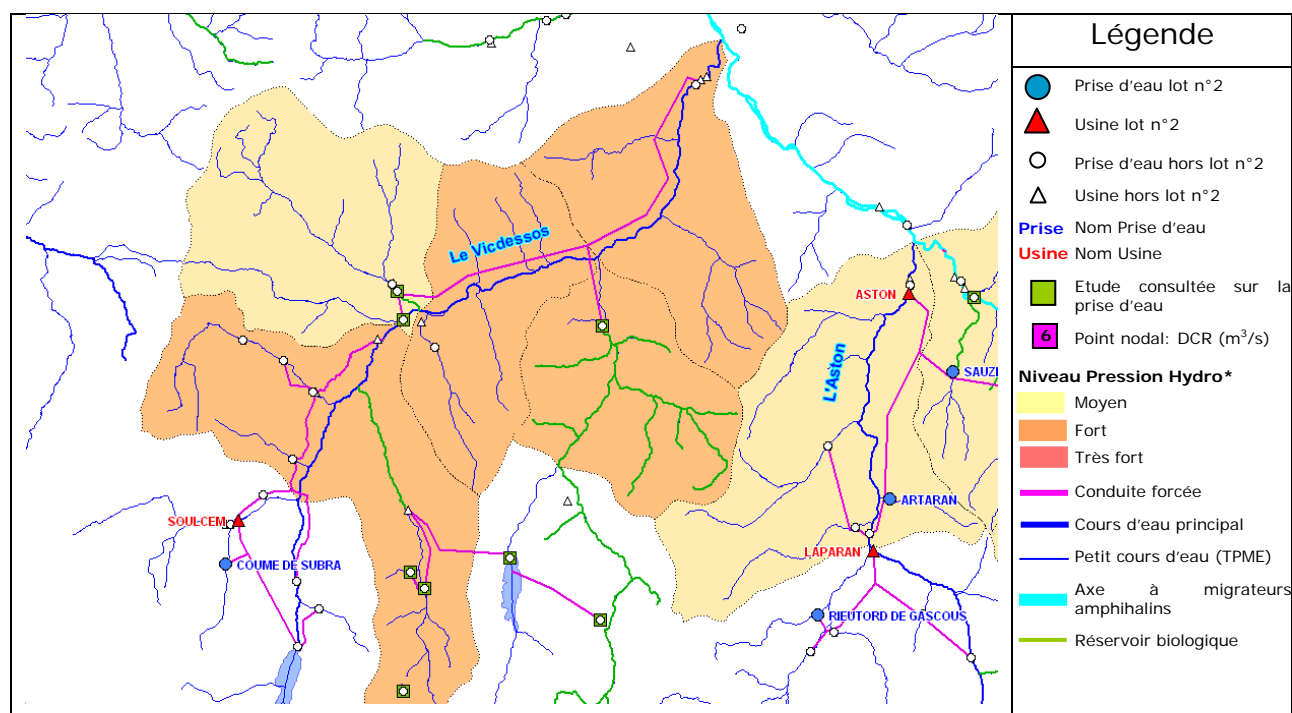 Le Vicdessos
L'Aston
ASTON
SAUZE
ARTARAN
LAPARAN
RIEUTORD DE GASCOUS
SOULCEM
COUME DE SUBRA
Légende
Prise d'eau lot n°2
Usine lot n°2
Prise d'eau hors lot n°2
Usine hors lot n°2
Prise Nom Prise d'eau
Usine Nom Usine
Etude consultée sur la
prise d'eau
6 Point nodal: DCR (m³/s)
Niveau Pression Hydro*
Moyen
Fort
Très fort
Conduite forcée
Cours d'eau principal
Petit cours d'eau (TPME)
Axe à migrateurs
amphihalins
Réservoir biologique